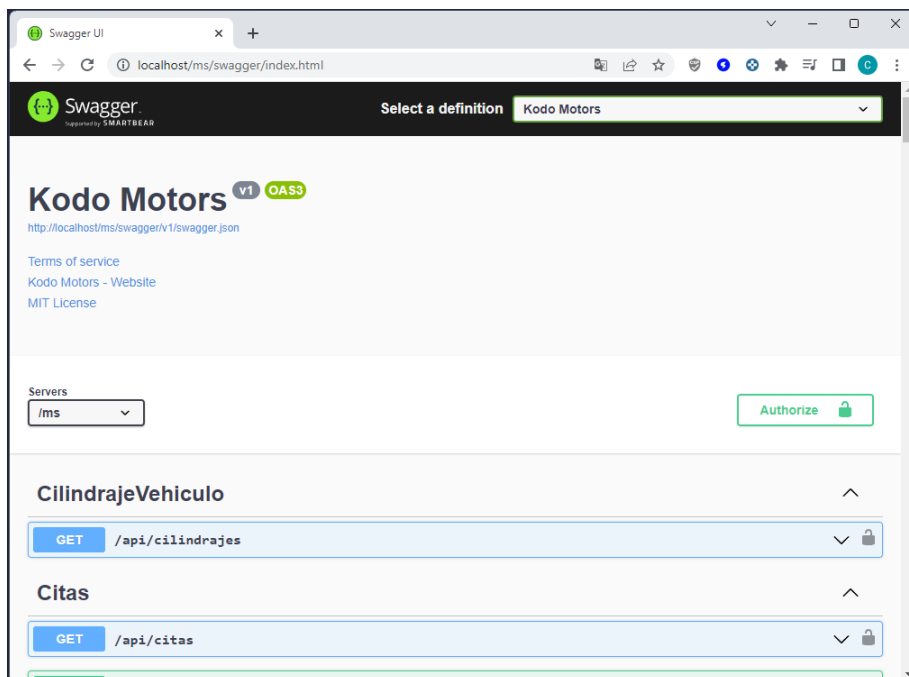 Swagger UI
localhost/ms/swagger/index.html
C
Swagger
Supported by SMARTBEAR
Select a definition
Kodo Motors
Kodo Motors v1 OAS3
http://localhost/ms/swagger/v1/swagger.json
Terms of service
Kodo Motors - Website
MIT License
Servers
/ms
Authorize
CilindrajeVehiculo
GET /api/cilindrajes
Citas
GET /api/citas